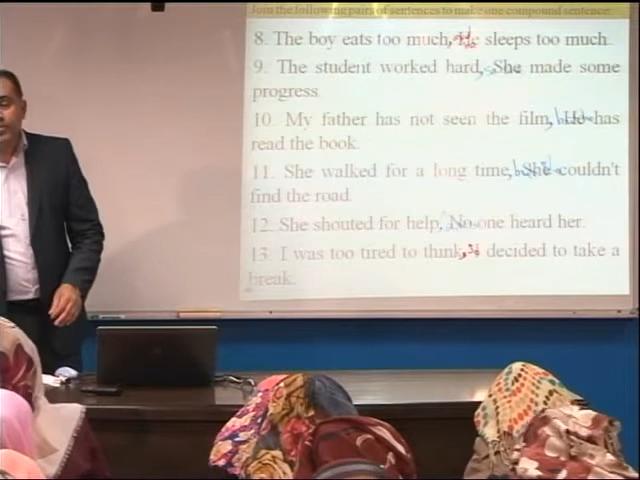 Join the following pairs of sentences to make one compound sentence:
8. The boy eats too much, He sleeps too much.
9. The student worked hard, She made some
progress.
10. My father has not seen the film, He has
read the book.
11. She walked for a long time, She couldn't
find the road.
12. She shouted for help, No one heard her.
13. I was too tired to think, decided to take a
break.